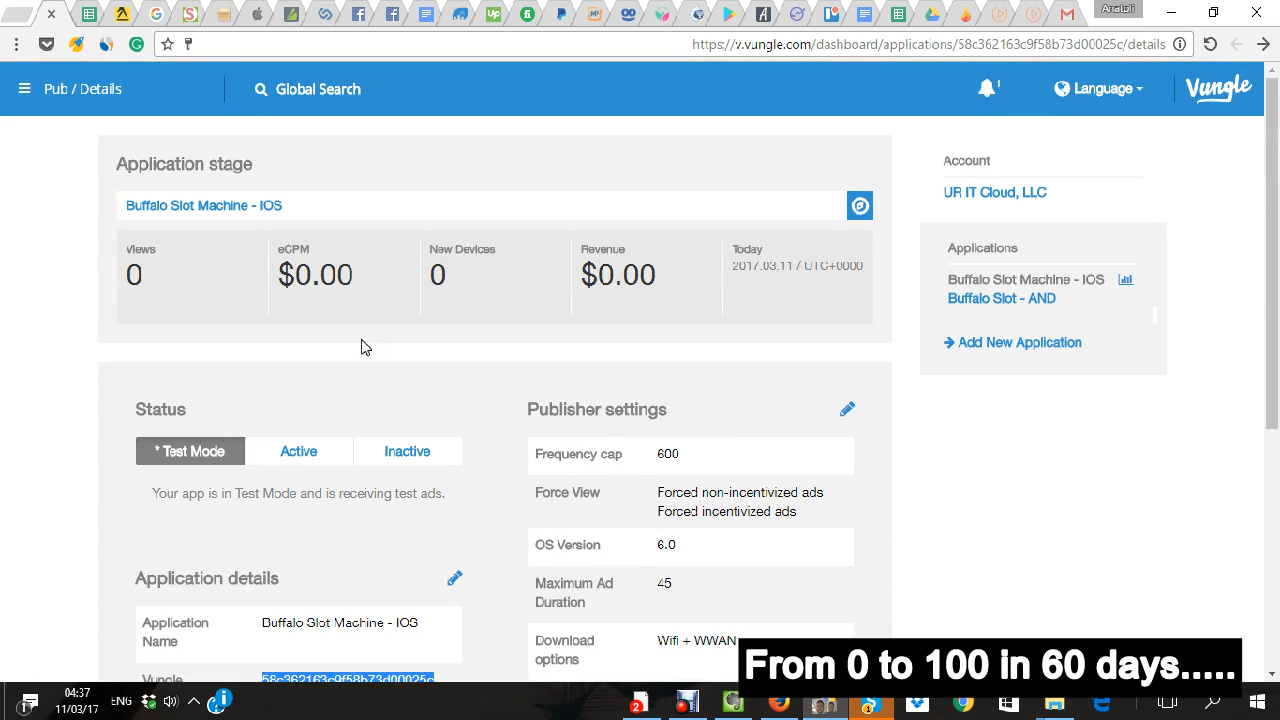 Anatoli
https://v.vungle.com/dashboard/applications/58c362163c9f58b73d00025c/details
Pub / Details
Global Search
1
Language
Vungle
Application stage
Buffalo Slot Machine - IOS
Views
0
eCPM
$0.00
New Devices
0
Revenue
$0.00
Today
2017.03.11 / UTC+0000
Account
UR IT Cloud, LLC
Applications
Buffalo Slot Machine - IOS
Buffalo Slot - AND
Add New Application
Status
* Test Mode
Active
Inactive
Your app is in Test Mode and is receiving test ads.
Application details
Application
Name
Buffalo Slot Machine - IOS
Vungle
58c362163c9f58b73d00025c
Publisher settings
Frequency cap
600
Force View
Forced non-incentivized ads
Forced incentivized ads
OS Version
6.0
Maximum Ad
Duration
45
Download
options
Wifi + WWAN
From 0 to 100 in 60 days.....
04:37
11/03/17
ENG